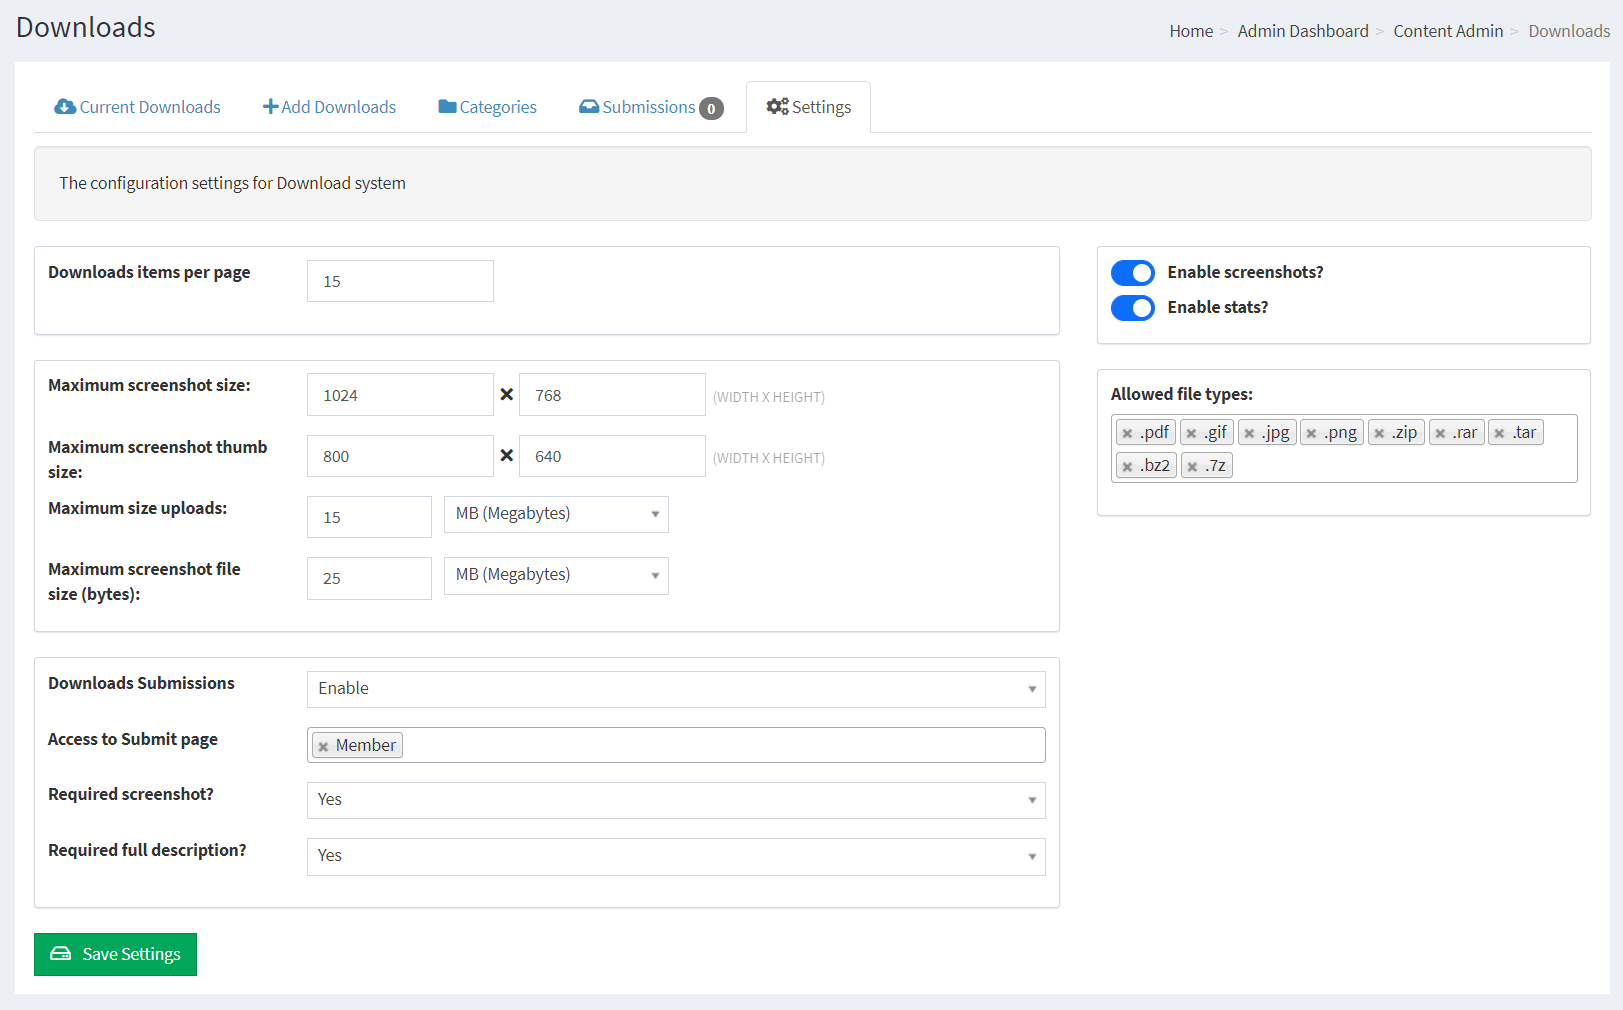 Downloads
Home > Admin Dashboard > Content Admin > Downloads
Current Downloads
Add Downloads
Categories
Submissions 0
Settings
The configuration settings for Download system
Downloads items per page
15
Maximum screenshot size:
1024
768
(WIDTH X HEIGHT)
Maximum screenshot thumb
size:
800
640
(WIDTH X HEIGHT)
Maximum size uploads:
15
MB (Megabytes)
Maximum screenshot file
size (bytes):
25
MB (Megabytes)
Downloads Submissions
Enable
Access to Submit page
× Member
Required screenshot?
Yes
Required full description?
Yes
Save Settings
Enable screenshots?
Enable stats?
Allowed file types:
× .pdf × .gif × .jpg × .png × .zip × .rar × .tar
× .bz2 × .7z